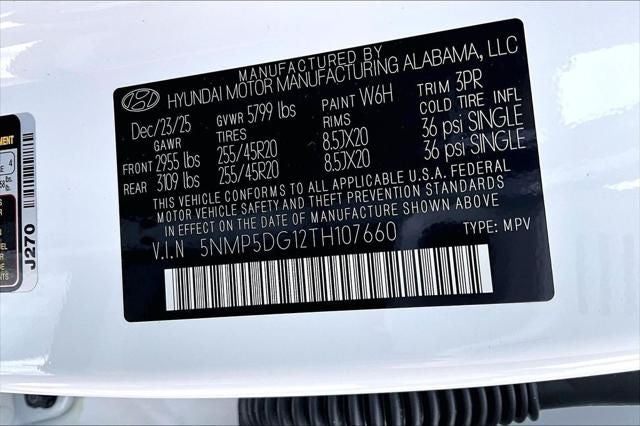 MANUFACTURED BY
HYUNDAI MOTOR MANUFACTURING ALABAMA, LLC
Dec/23/25 GVWR 5799 lbs PAINT W6H TRIM 3PR
GAWR TIRES RIMS COLD TIRE INFL
FRONT 2955 lbs 255/45R20 8.5JX20 36 psi SINGLE
REAR 3109 lbs 255/45R20 8.5JX20 36 psi SINGLE
THIS VEHICLE CONFORMS TO ALL APPLICABLE U.S.A. FEDERAL
MOTOR VEHICLE SAFETY AND THEFT PREVENTION STANDARDS
IN EFFECT ON THE DATE OF MANUFACTURE SHOWN ABOVE
V.I.N 5NMP5DG12TH107660 TYPE: MPV
J270
4